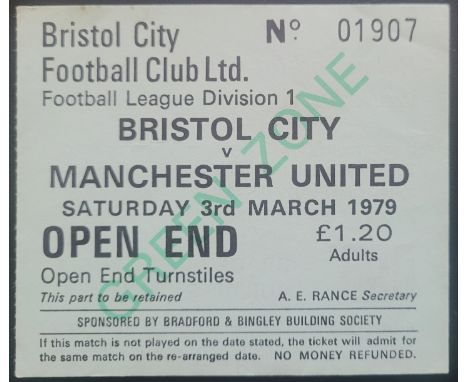 Bristol City Nº 01907
Football Club Ltd.
Football League Division 1
BRISTOL CITY
v
MANCHESTER UNITED
SATURDAY 3rd MARCH 1979
OPEN END £1.20
Open End Turnstiles Adults
This part to be retained A. E. RANCE Secretary
SPONSORED BY BRADFORD & BINGLEY BUILDING SOCIETY
If this match is not played on the date stated, the ticket will admit for
the same match on the re-arranged date. NO MONEY REFUNDED.
GREEN ZONE